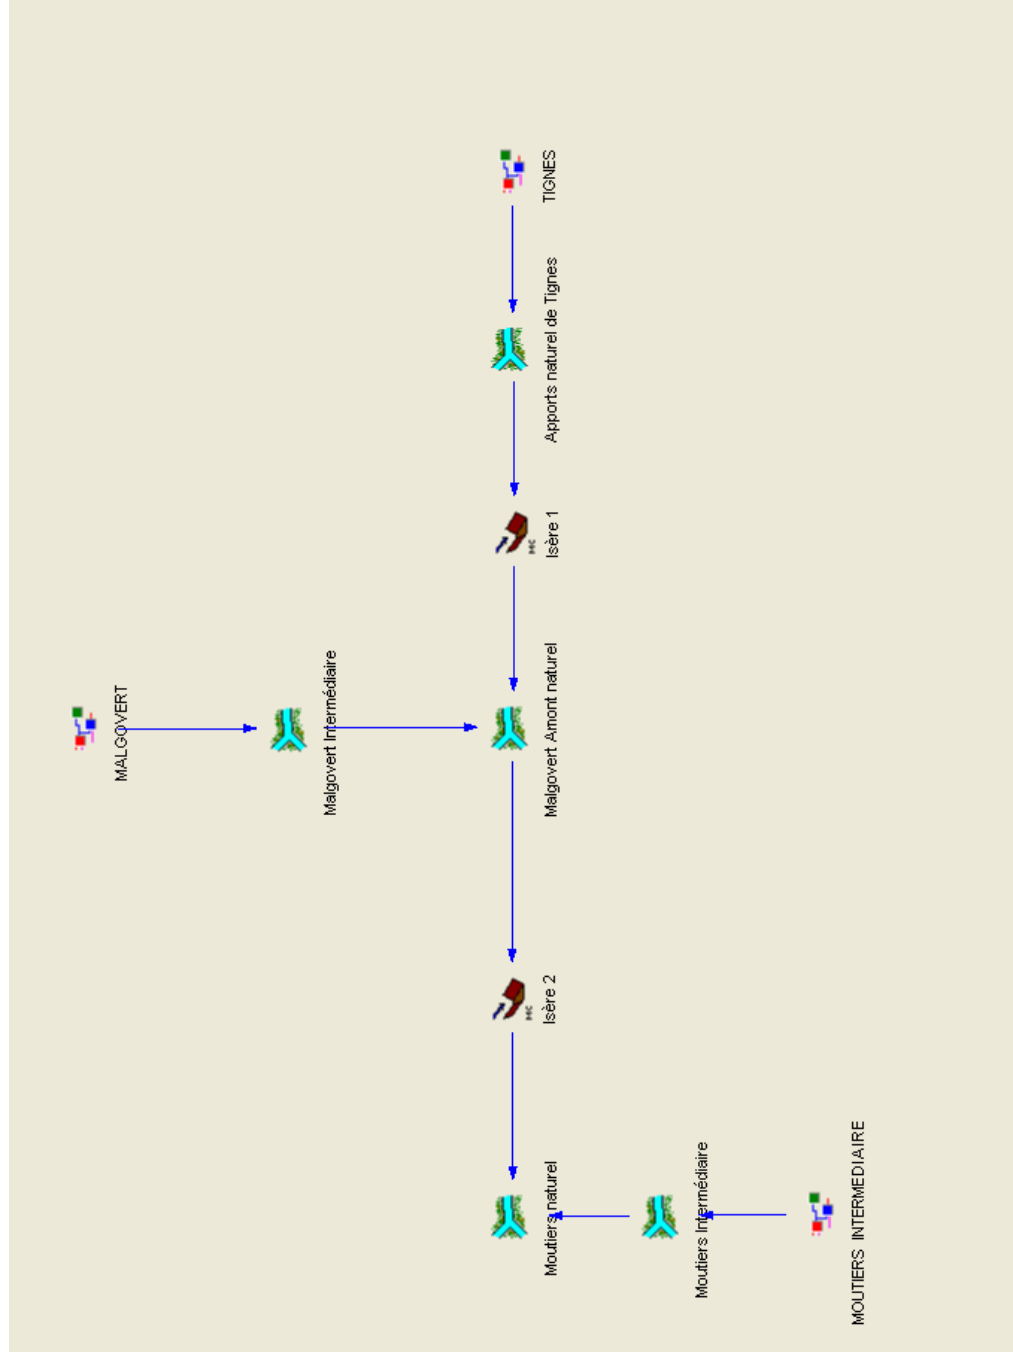 TIGNES
Apports naturel de Tignes
Isère 1
MALGOVERT
Malgovert Intermédiaire
Malgovert Amont naturel
Isère 2
Moutiers naturel
Moutiers Intermédiaire
MOUTIERS INTERMEDIAIRE